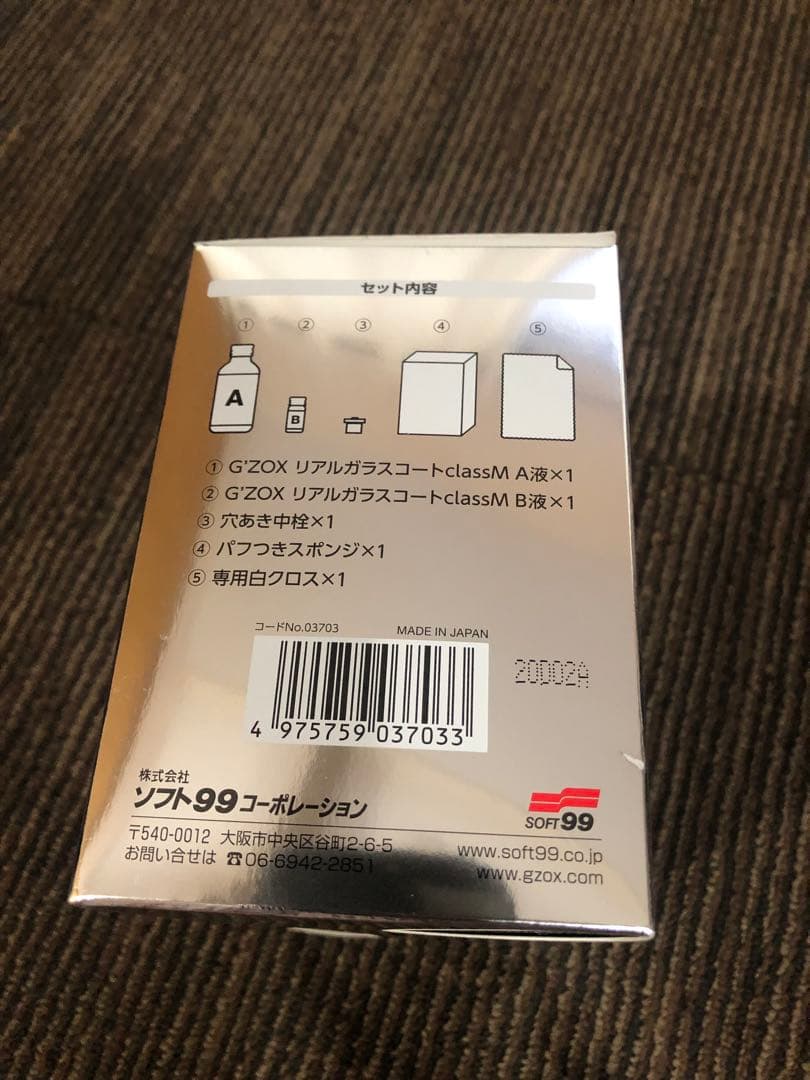 セット内容
① ② ③ ④ ⑤
A
B
① G'ZOX リアルガラスコートclassM A液×1
② G'ZOX リアルガラスコートclassM B液×1
③ 穴あき中栓×1
④ パフつきスポンジ×1
⑤ 専用白クロス×1
コードNo.03703 MADE IN JAPAN
20D02A
4 975759 037033
株式会社
ソフト99コーポレーション
SOFT99
〒540-0012 大阪市中央区谷町2-6-5
お問い合せは ☎06-6942-2851
www.soft99.co.jp
www.gzox.com